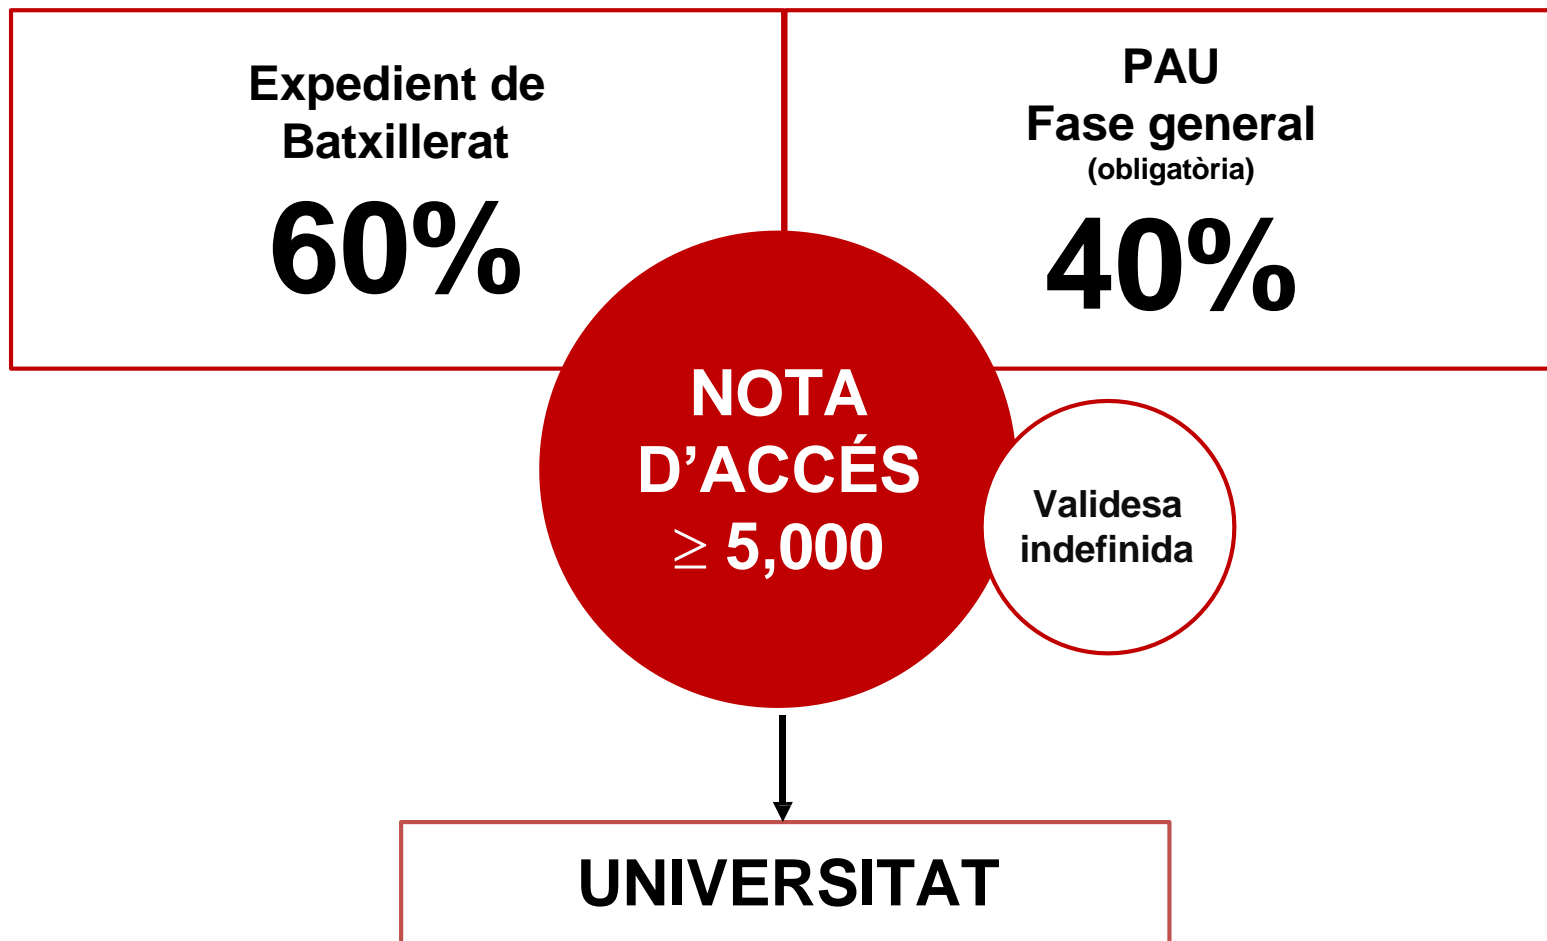 Expedient de
Batxillerat
60%
PAU
Fase general
(obligatòria)
40%
NOTA
D’ACCÉS
≥ 5,000
Validesa
indefinida
UNIVERSITAT